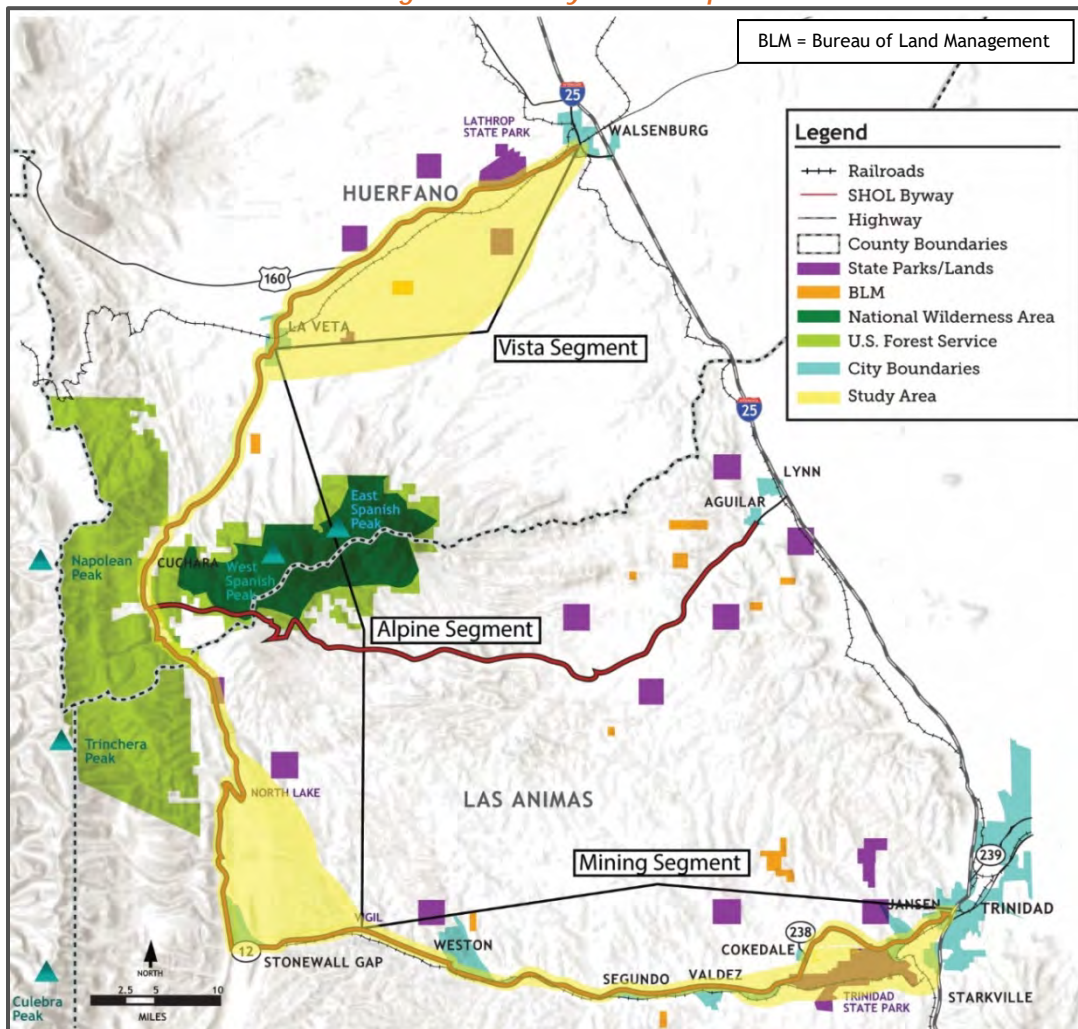 BLM = Bureau of Land Management
25
LATHROP
STATE PARK
WALSENBURG
Legend
Railroads
SHOL Byway
Highway
County Boundaries
State Parks/Lands
BLM
National Wilderness Area
U.S. Forest Service
City Boundaries
Study Area
HUERFANO
160
LA VETA
Vista Segment
25
LYNN
AGUILAR
East
Spanish
Peak
Napolean
Peak
CUCHARA
West
Spanish
Peak
Alpine Segment
Trinchera
Peak
NORTH LAKE
LAS ANIMAS
Mining Segment
239
VIGIL
JANSEN
TRINIDAD
WESTON
238
COKEDALE
12
STONEWALL GAP
SEGUNDO
VALDEZ
TRINIDAD
STATE PARK
STARKVILLE
NORTH
2.5 5 10
MILES
Culebra
Peak